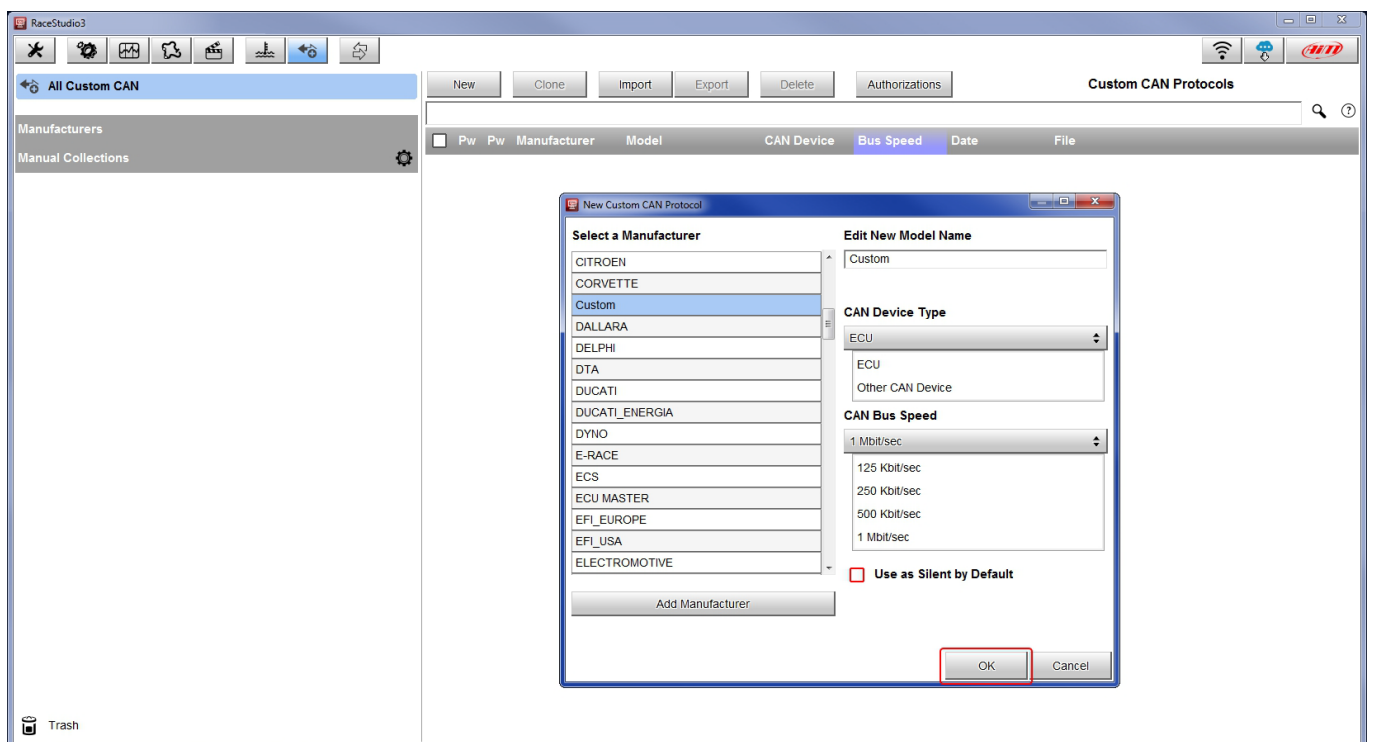 RaceStudio3
AiM
All Custom CAN
New Clone Import Export Delete Authorizations Custom CAN Protocols
Manufacturers
Manual Collections
Pw Pw Manufacturer Model CAN Device Bus Speed Date File
New Custom CAN Protocol
Select a Manufacturer
CITROEN
CORVETTE
Custom
DALLARA
DELPHI
DTA
DUCATI
DUCATI_ENERGIA
DYNO
E-RACE
ECS
ECU MASTER
EFI_EUROPE
EFI_USA
ELECTROMOTIVE
Add Manufacturer
Edit New Model Name
Custom
CAN Device Type
ECU
ECU
Other CAN Device
CAN Bus Speed
1 Mbit/sec
125 Kbit/sec
250 Kbit/sec
500 Kbit/sec
1 Mbit/sec
Use as Silent by Default
OK Cancel
Trash